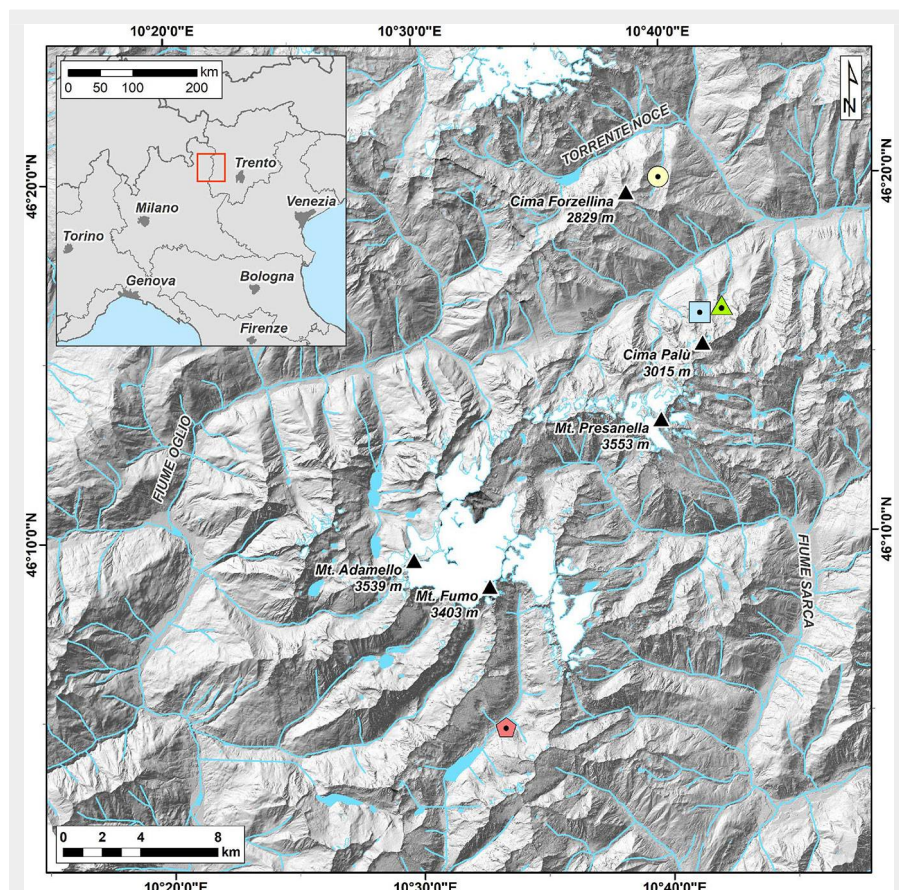 10°20'0"E 10°30'0"E 10°40'0"E
km
0 50 100 200
N
TORRENTE NOCE
46°20'0"N
46°20'0"N
Trento
Cima Forzellina
2829 m
Milano
Venezia
Torino
Genova
Bologna
Firenze
Cima Palù
3015 m
Mt. Presanella
3553 m
FIUME OGLIO
46°10'0"N
46°10'0"N
Mt. Adamello
3539 m
Mt. Fumo
3403 m
FIUME SARCA
0 2 4 8
km
10°20'0"E 10°30'0"E 10°40'0"E